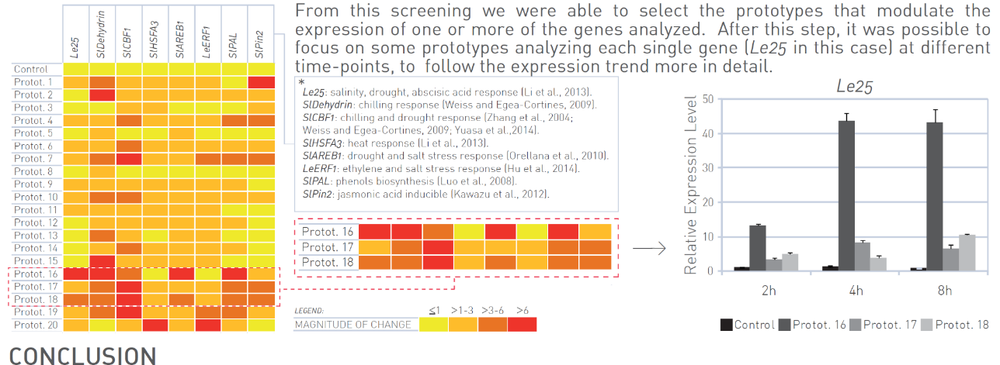 From this screening we were able to select the prototypes that modulate the
expression of one or more of the genes analyzed. After this step, it was possible to
focus on some prototypes analyzing each single gene (Le25 in this case) at different
time-points, to follow the expression trend more in detail.
Le25
SlDehydrin
SlCBF1
SlHSFA3
SlAREB1
LeERF1
SlPAL
SlPin2
Control
Protot. 1
Protot. 2
Protot. 3
Protot. 4
Protot. 5
Protot. 6
Protot. 7
Protot. 8
Protot. 9
Protot. 10
Protot. 11
Protot. 12
Protot. 13
Protot. 14
Protot. 15
Protot. 16
Protot. 17
Protot. 18
Protot. 19
Protot. 20
*
Le25: salinity, drought, abscisic acid response (Li et al., 2013).
SlDehydrin: chilling response (Weiss and Egea-Cortines, 2009).
SlCBF1: chilling and drought response (Zhang et al., 2004;
Weiss and Egea-Cortines, 2009; Yuasa et al.,2014).
SlHSFA3: heat response (Li et al., 2013).
SlAREB1: drought and salt stress response (Orellana et al., 2010).
LeERF1: ethylene and salt stress response (Hu et al., 2014).
SlPAL: phenols biosynthesis (Luo et al., 2008).
SlPin2: jasmonic acid inducible (Kawazu et al., 2012).
Protot. 16
Protot. 17
Protot. 18
LEGEND: ≤1 >1-3 >3-6 >6
MAGNITUDE OF CHANGE
Le25
Relative Expression Level
50
40
30
20
10
0
2h 4h 8h
Control Protot. 16 Protot. 17 Protot. 18
CONCLUSION